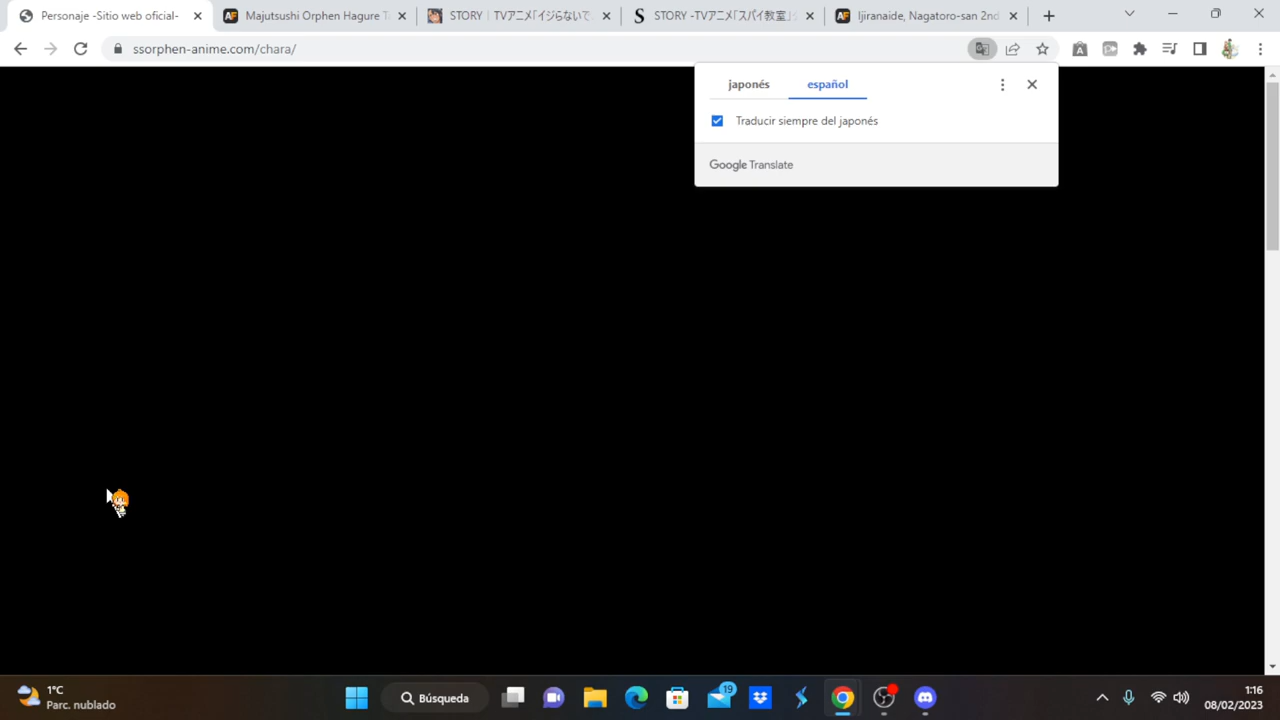 Personaje -Sitio web oficial-
Majutsushi Orphen Hagure T
STORY｜TVアニメ「イジらないで
STORY -TVアニメ「スパイ教室」
Ijiranaide, Nagatoro-san 2nd
ssorphen-anime.com/chara/
japonés
español
Traducir siempre del japonés
Google Translate
1°C
Parc. nublado
Búsqueda
19
1:16
08/02/2023